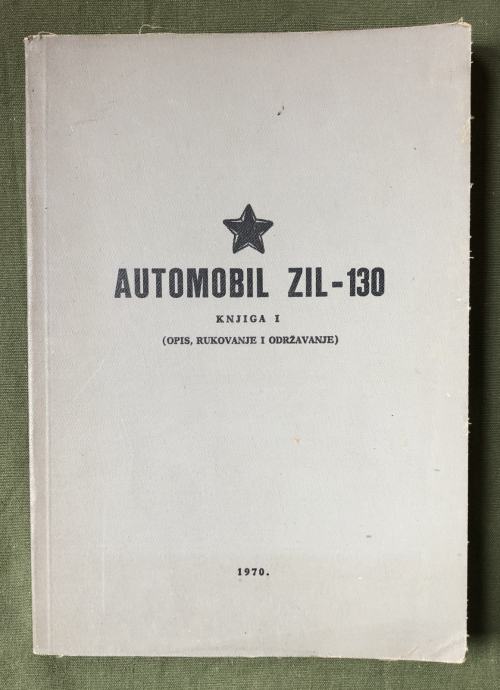 AUTOMOBIL ZIL-130
KNJIGA I
(OPIS, RUKOVANJE I ODRŽAVANJE)
1970.